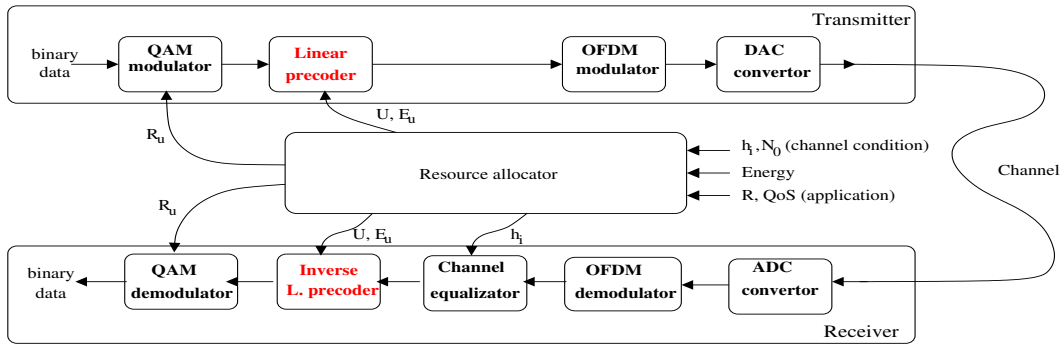 Transmitter
binary
data
QAM
modulator
Linear
precoder
OFDM
modulator
DAC
convertor
U, E_u
R_u
Resource allocator
h_i, N_0 (channel condition)
Energy
R, QoS (application)
Channel
R_u
U, E_u
h_i
binary
data
QAM
demodulator
Inverse
L. precoder
Channel
equalizator
OFDM
demodulator
ADC
convertor
Receiver